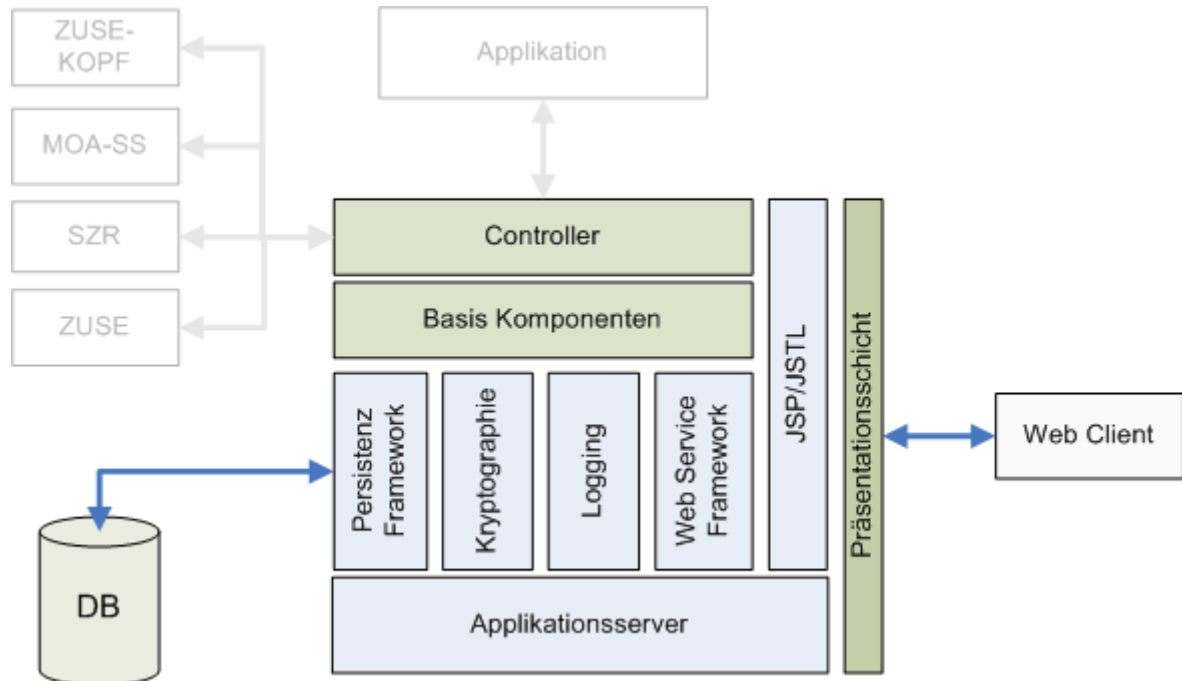 ZUSE-
KOPF
Applikation
MOA-SS
SZR
Controller
ZUSE
Basis Komponenten
Persistenz
Framework
Kryptographie
Logging
Web Service
Framework
JSP/JSTL
Präsentationsschicht
Web Client
DB
Applikationsserver